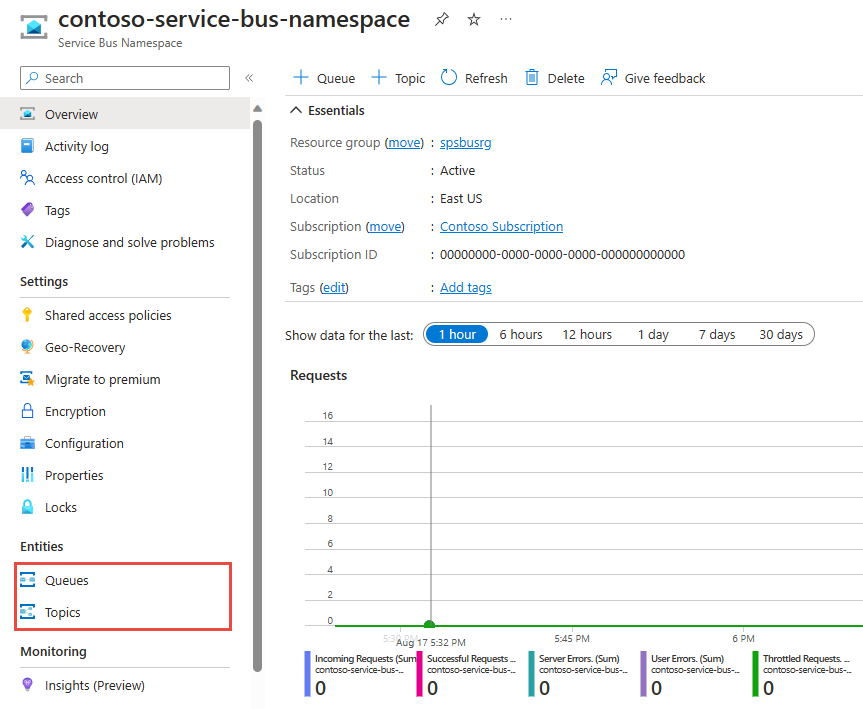 contoso-service-bus-namespace
Service Bus Namespace
Search
Overview
Activity log
Access control (IAM)
Tags
Diagnose and solve problems
Settings
Shared access policies
Geo-Recovery
Migrate to premium
Encryption
Configuration
Properties
Locks
Entities
Queues
Topics
Monitoring
Insights (Preview)
Queue Topic Refresh Delete Give feedback
Essentials
Resource group (move) : spsbusrg
Status : Active
Location : East US
Subscription (move) : Contoso Subscription
Subscription ID : 00000000-0000-0000-0000-000000000000
Tags (edit) : Add tags
Show data for the last: 1 hour 6 hours 12 hours 1 day 7 days 30 days
Requests
16
14
12
10
8
6
4
2
0
5:30 PM Aug 17 5:32 PM 5:45 PM 6 PM
Incoming Requests (Sum)
contoso-service-bus-...
0
Successful Requests ...
contoso-service-bus-...
0
Server Errors. (Sum)
contoso-service-bus-...
0
User Errors. (Sum)
contoso-service-bus-...
0
Throttled Requests. ...
contoso-service-bus-...
0